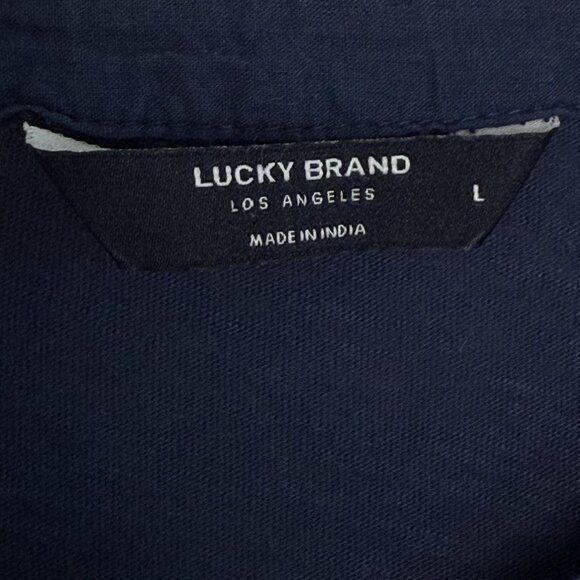 LUCKY BRAND
LOS ANGELES
L
MADE IN INDIA